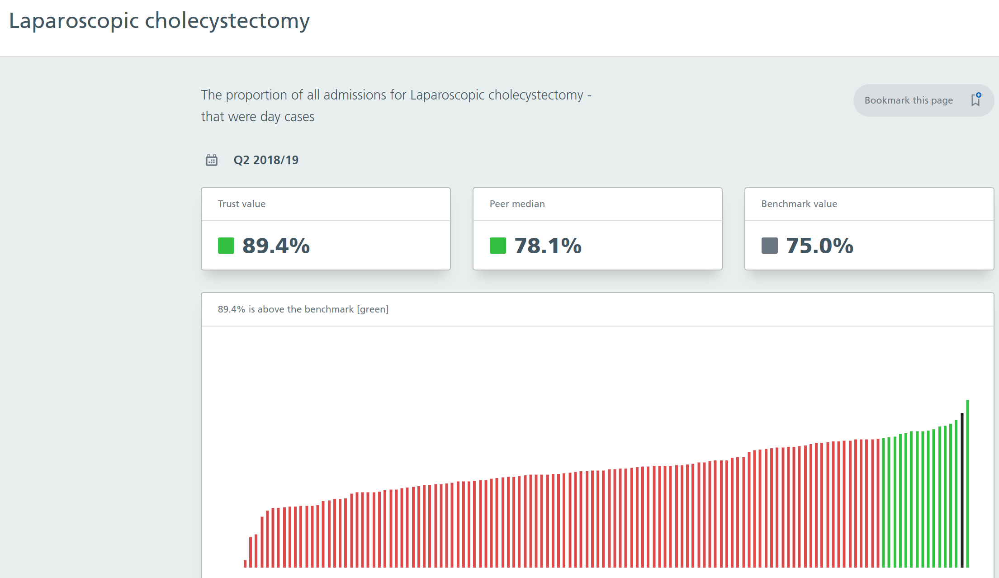 Laparoscopic cholecystectomy
The proportion of all admissions for Laparoscopic cholecystectomy -
that were day cases
Bookmark this page
Q2 2018/19
Trust value
Peer median
Benchmark value
89.4%
78.1%
75.0%
89.4% is above the benchmark [green]